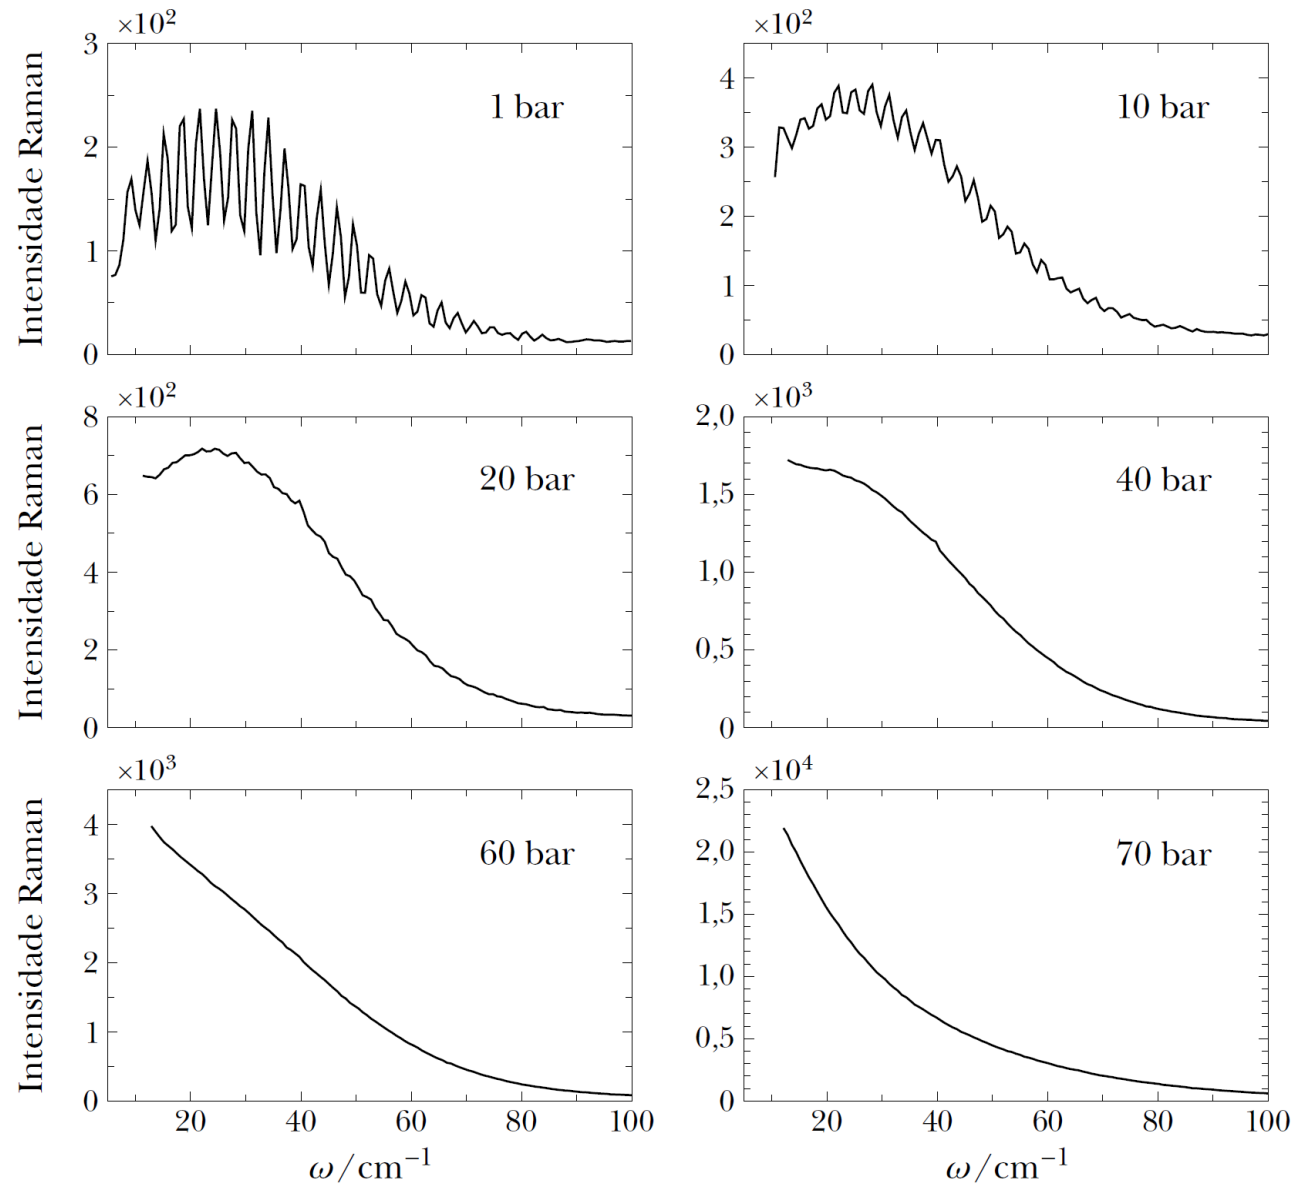 ×10² ×10²
3
Intensidade Raman
1 bar
10 bar
4
3
2
2
1
1
0
0
×10² ×10³
8
2,0
Intensidade Raman
20 bar
40 bar
6
1,5
4
1,0
2
0,5
0
0
×10³ ×10⁴
2,5
Intensidade Raman
4
60 bar
70 bar
2,0
3
1,5
2
1,0
1
0,5
0
0
20 40 60 80 100
20 40 60 80 100
ω/cm⁻¹
ω/cm⁻¹